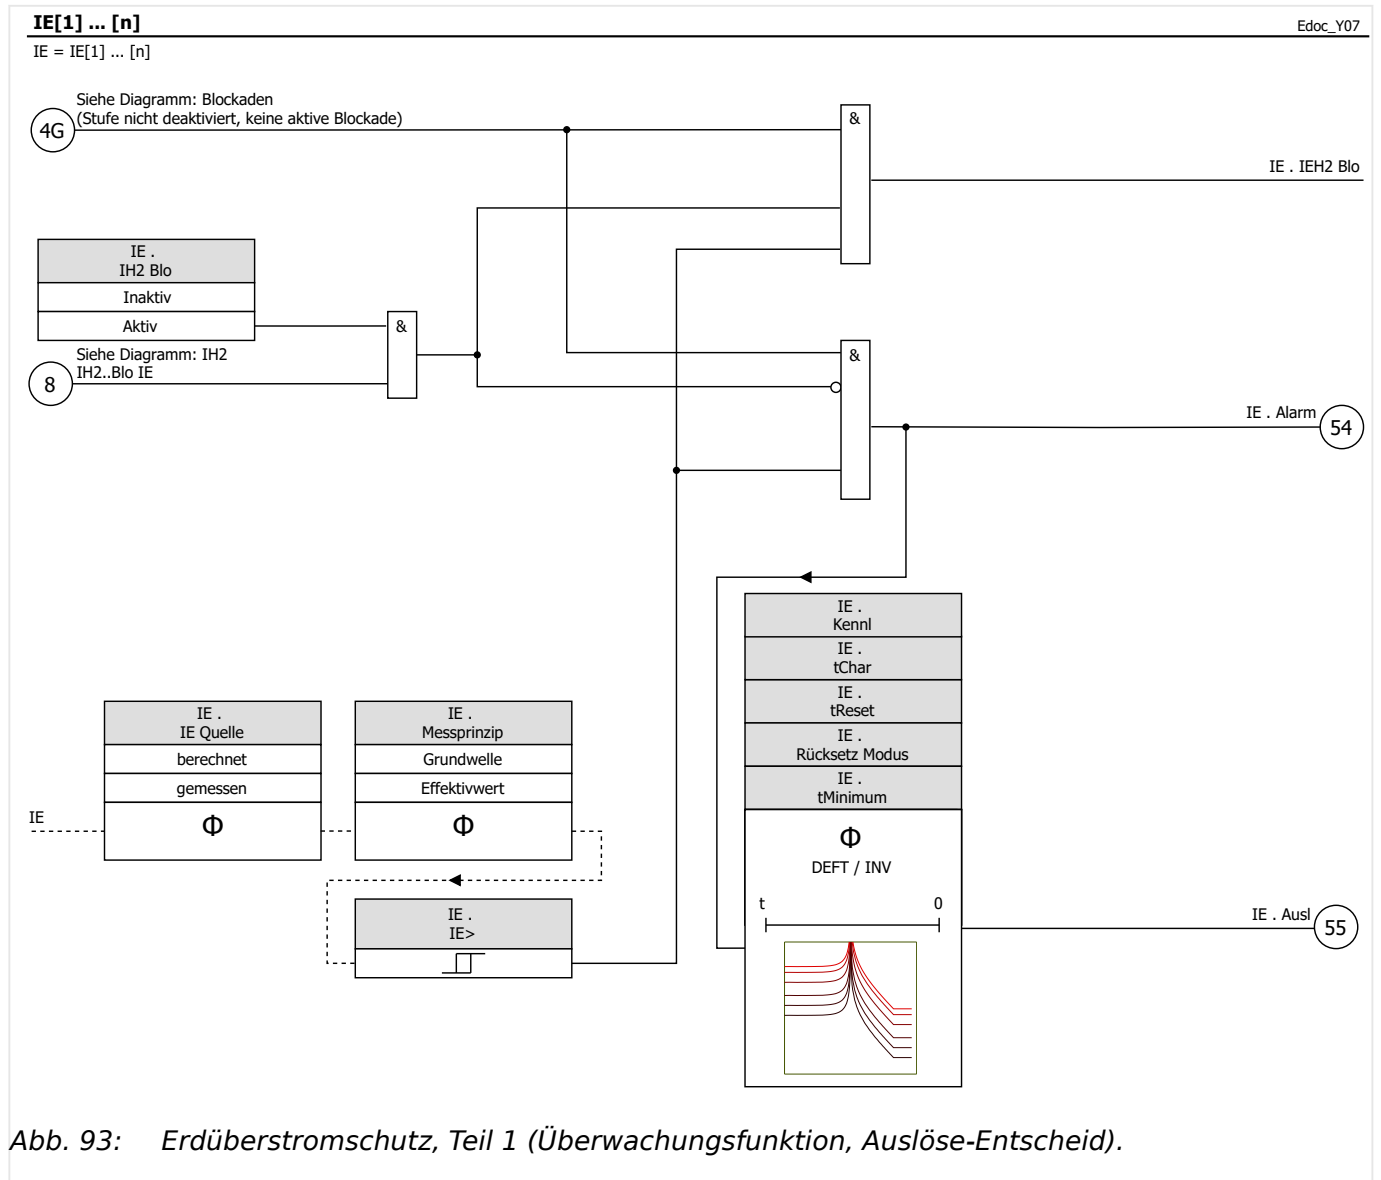 IE[1] ... [n]
Edoc_Y07
IE = IE[1] ... [n]
Siehe Diagramm: Blockaden
4G
(Stufe nicht deaktiviert, keine aktive Blockade)
&
IE . IEH2 Blo
IE .
IH2 Blo
Inaktiv
Aktiv
&
Siehe Diagramm: IH2
8
IH2..Blo IE
&
IE . Alarm
54
IE .
Kennl
IE .
tChar
IE .
tReset
IE .
Rücksetz Modus
IE .
tMinimum
Φ
DEFT / INV
t 0
IE .
IE Quelle
berechnet
gemessen
IE
Φ
IE .
Messprinzip
Grundwelle
Effektivwert
Φ
IE .
IE>
IE . Ausl
55
Abb. 93: Erdüberstromschutz, Teil 1 (Überwachungsfunktion, Auslöse-Entscheid).